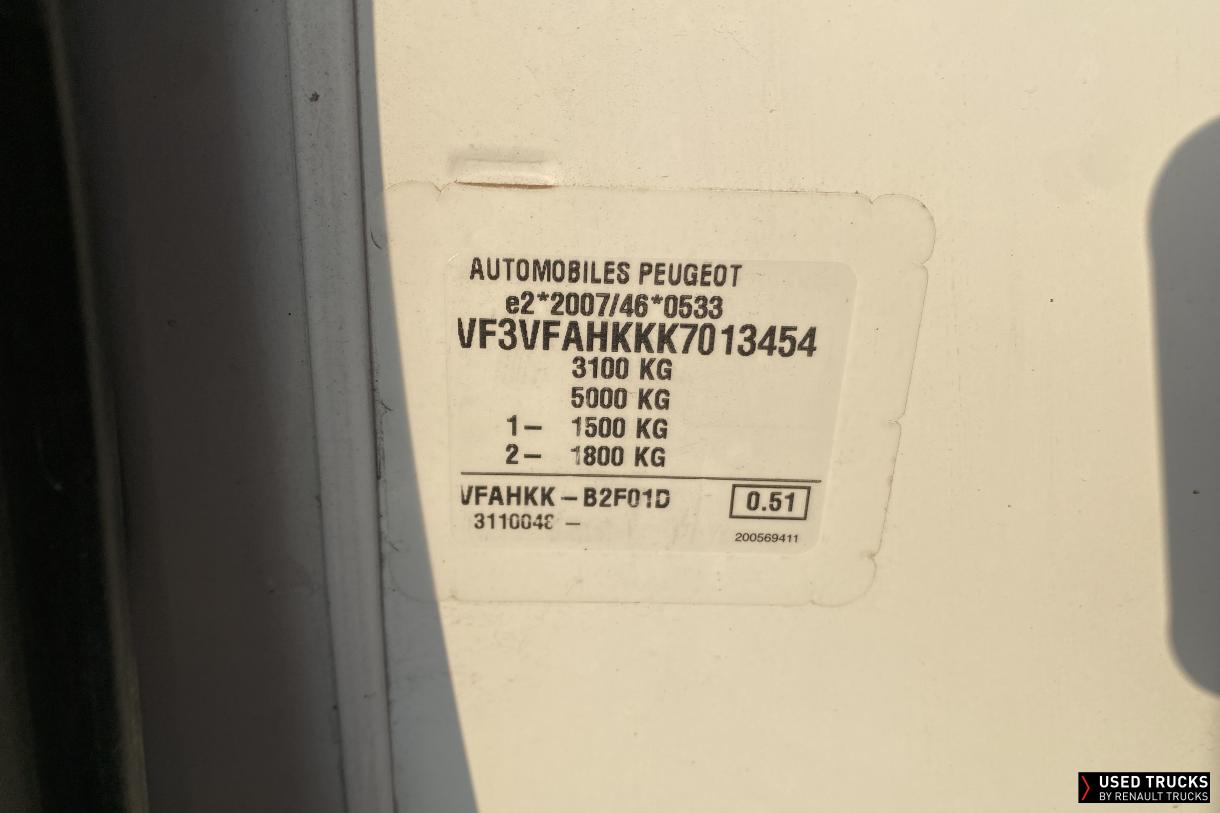 AUTOMOBILES PEUGEOT
e2*2007/46*0533
VF3VFAHKKK7013454
3100 KG
5000 KG
1– 1500 KG
2– 1800 KG
VFAHKK – B2F01D
0.51
3110048 –
200569411
USED TRUCKS
BY RENAULT TRUCKS